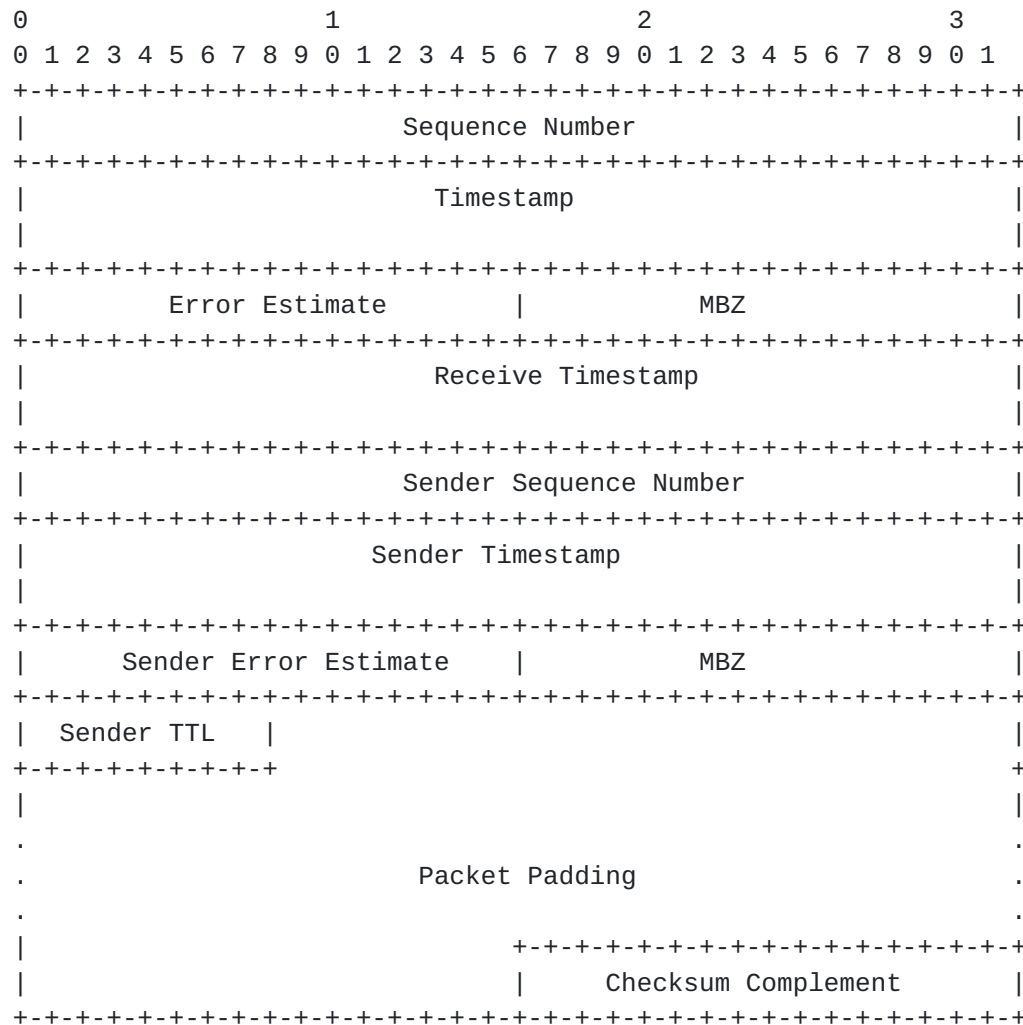 0                   1                   2                   3
0 1 2 3 4 5 6 7 8 9 0 1 2 3 4 5 6 7 8 9 0 1 2 3 4 5 6 7 8 9 0 1
+-+-+-+-+-+-+-+-+-+-+-+-+-+-+-+-+-+-+-+-+-+-+-+-+-+-+-+-+-+-+-+-+
|                        Sequence Number                        |
+-+-+-+-+-+-+-+-+-+-+-+-+-+-+-+-+-+-+-+-+-+-+-+-+-+-+-+-+-+-+-+-+
|                          Timestamp                            |
|                                                               |
+-+-+-+-+-+-+-+-+-+-+-+-+-+-+-+-+-+-+-+-+-+-+-+-+-+-+-+-+-+-+-+-+
|         Error Estimate        |           MBZ                 |
+-+-+-+-+-+-+-+-+-+-+-+-+-+-+-+-+-+-+-+-+-+-+-+-+-+-+-+-+-+-+-+-+
|                          Receive Timestamp                    |
|                                                               |
+-+-+-+-+-+-+-+-+-+-+-+-+-+-+-+-+-+-+-+-+-+-+-+-+-+-+-+-+-+-+-+-+
|                        Sender Sequence Number                 |
+-+-+-+-+-+-+-+-+-+-+-+-+-+-+-+-+-+-+-+-+-+-+-+-+-+-+-+-+-+-+-+-+
|                      Sender Timestamp                         |
|                                                               |
+-+-+-+-+-+-+-+-+-+-+-+-+-+-+-+-+-+-+-+-+-+-+-+-+-+-+-+-+-+-+-+-+
|      Sender Error Estimate    |           MBZ                 |
+-+-+-+-+-+-+-+-+-+-+-+-+-+-+-+-+-+-+-+-+-+-+-+-+-+-+-+-+-+-+-+-+
|  Sender TTL   |                                               |
+-+-+-+-+-+-+-+-+                                               +
|                                                               |
.                                                               .
.                         Packet Padding                        .
.                                                               .
|                               +-+-+-+-+-+-+-+-+-+-+-+-+-+-+-+-+
|                               |     Checksum Complement       |
+-+-+-+-+-+-+-+-+-+-+-+-+-+-+-+-+-+-+-+-+-+-+-+-+-+-+-+-+-+-+-+-+